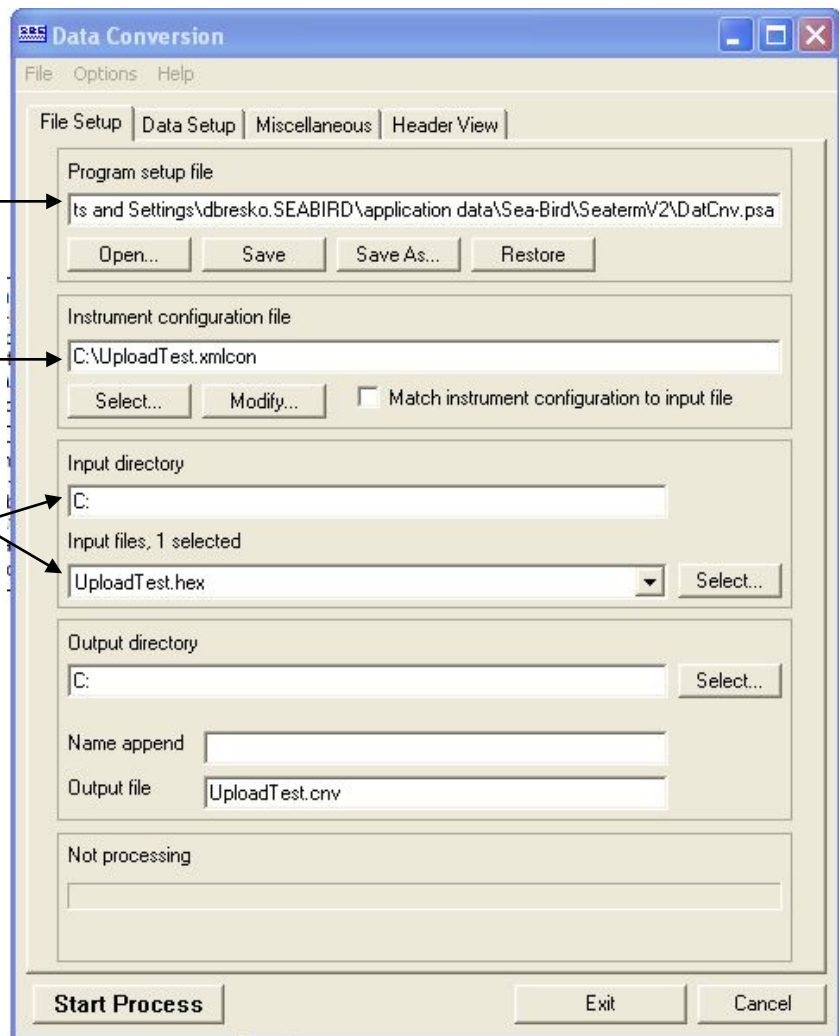 SBE Data Conversion
File Options Help
File Setup Data Setup Miscellaneous Header View
Program setup file
ts and Settings\dbresko.SEABIRD\application data\Sea-Bird\SeatermV2\DatCnv.psa
Open... Save Save As... Restore
Instrument configuration file
C:\UploadTest.xmlcon
Select... Modify... Match instrument configuration to input file
Input directory
C:
Input files, 1 selected
UploadTest.hex Select...
Output directory
C: Select...
Name append
Output file UploadTest.cnv
Not processing
Start Process Exit Cancel